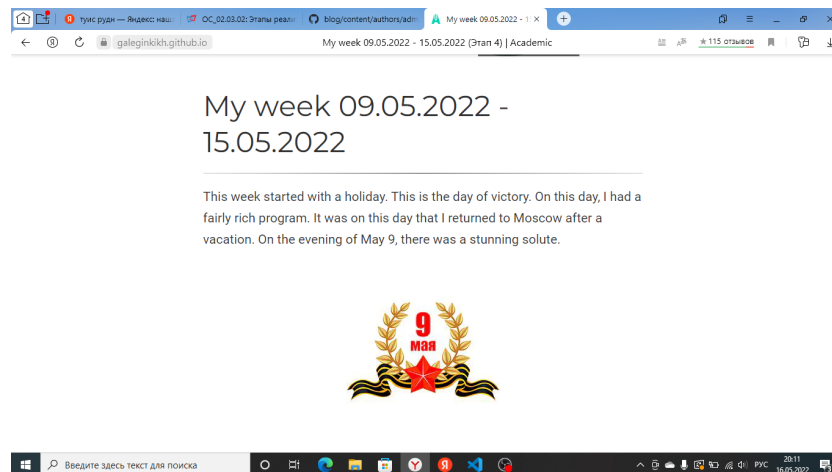 4
туис рудн — Яндекс: наш
ОС_02.03.02: Этапы реали
blog/content/authors/adm
My week 09.05.2022 - 1
galeginkikh.github.io
My week 09.05.2022 - 15.05.2022 (Этап 4) | Academic
★ 115 отзывов
My week 09.05.2022 -
15.05.2022
This week started with a holiday. This is the day of victory. On this day, I had a
fairly rich program. It was on this day that I returned to Moscow after a
vacation. On the evening of May 9, there was a stunning solute.
9
мая
Введите здесь текст для поиска
РУС
20:11
16.05.2022